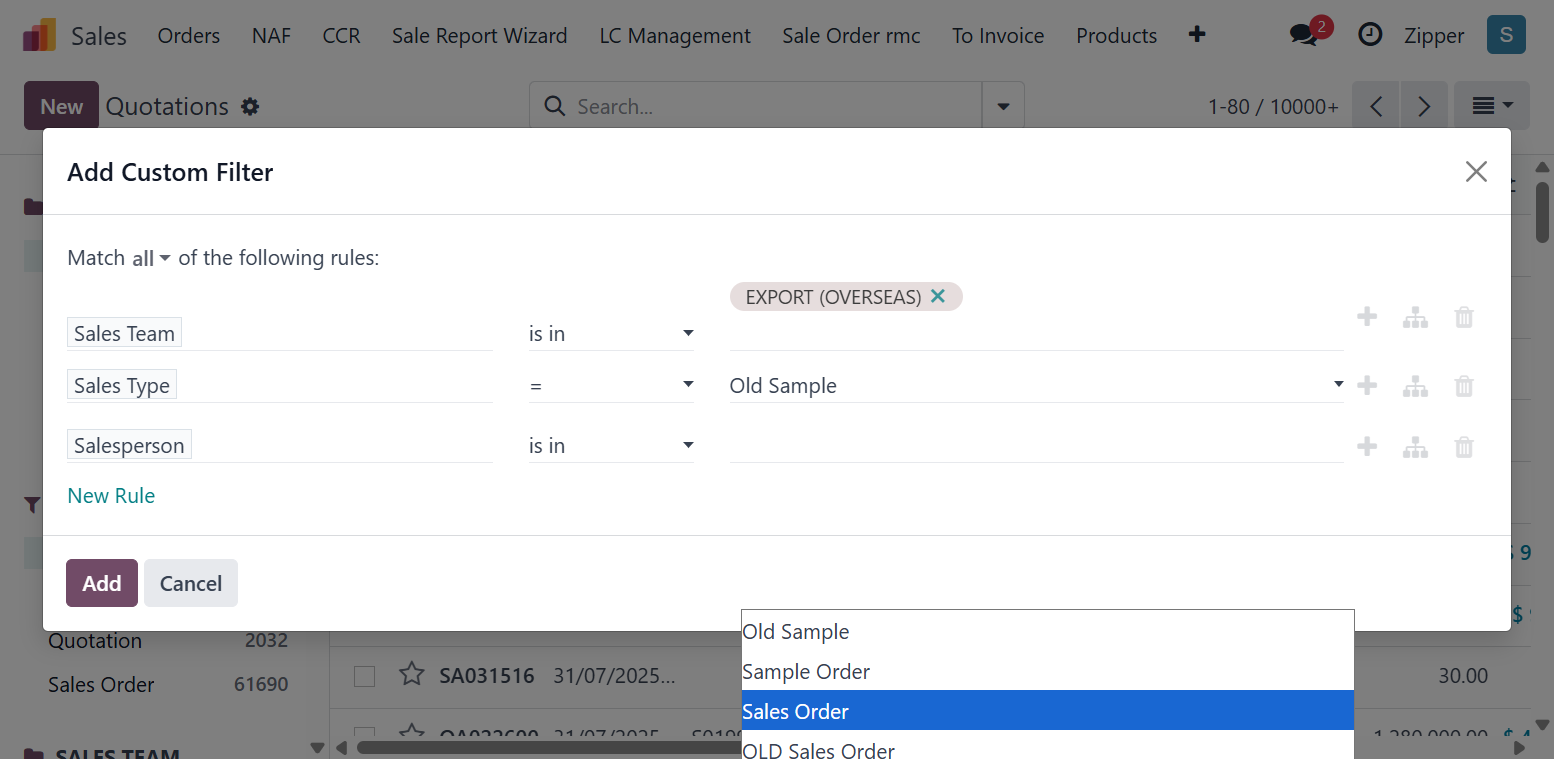 Sales Orders NAF CCR Sale Report Wizard LC Management Sale Order rmc To Invoice Products 2 Zipper S
New Quotations Search... 1-80 / 10000+
Add Custom Filter
Match all of the following rules:
EXPORT (OVERSEAS)
Sales Team is in
Sales Type = Old Sample
Salesperson is in
New Rule
Add Cancel
Old Sample
Quotation 2032
Sample Order
SA031516 31/07/2025... 30.00
Sales Order 61690
Sales Order
OLD Sales Order
SALES TEAM